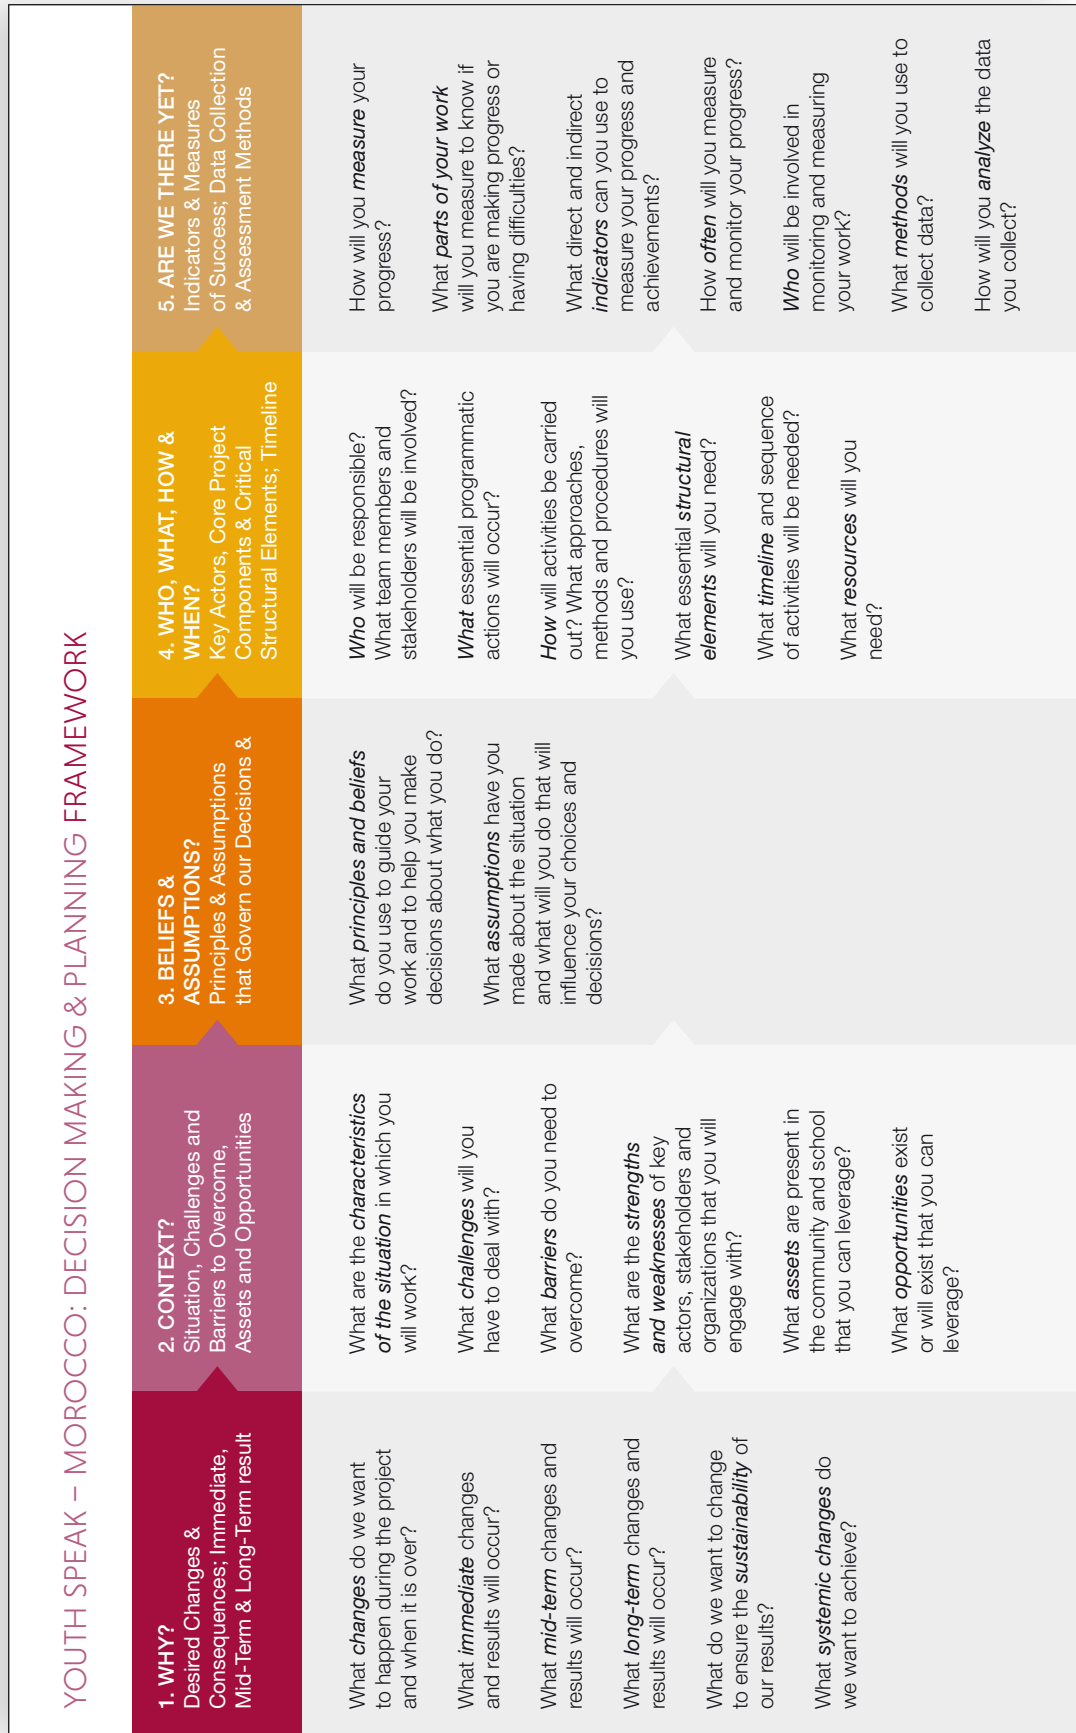 YOUTH SPEAK – MOROCCO: DECISION MAKING & PLANNING FRAMEWORK
1. WHY?
Desired Changes &
Consequences; Immediate,
Mid-Term & Long-Term result
What changes do we want
to happen during the project
and when it is over?
What immediate changes
and results will occur?
What mid-term changes and
results will occur?
What long-term changes and
results will occur?
What do we want to change
to ensure the sustainability of
our results?
What systemic changes do
we want to achieve?
2. CONTEXT?
Situation, Challenges and
Barriers to Overcome,
Assets and Opportunities
What are the characteristics
of the situation in which you
will work?
What challenges will you
have to deal with?
What barriers do you need to
overcome?
What are the strengths
and weaknesses of key
actors, stakeholders and
organizations that you will
engage with?
What assets are present in
the community and school
that you can leverage?
What opportunities exist
or will exist that you can
leverage?
3. BELIEFS &
ASSUMPTIONS?
Principles & Assumptions
that Govern our Decisions &
What principles and beliefs
do you use to guide your
work and to help you make
decisions about what you do?
What assumptions have you
made about the situation
and what will you do that will
influence your choices and
decisions?
4. WHO, WHAT, HOW &
WHEN?
Key Actors, Core Project
Components & Critical
Structural Elements; Timeline
Who will be responsible?
What team members and
stakeholders will be involved?
What essential programmatic
actions will occur?
How will activities be carried
out? What approaches,
methods and procedures will
you use?
What essential structural
elements will you need?
What timeline and sequence
of activities will be needed?
What resources will you
need?
5. ARE WE THERE YET?
Indicators & Measures
of Success; Data Collection
& Assessment Methods
How will you measure your
progress?
What parts of your work
will you measure to know if
you are making progress or
having difficulties?
What direct and indirect
indicators can you use to
measure your progress and
achievements?
How often will you measure
and monitor your progress?
Who will be involved in
monitoring and measuring
your work?
What methods will you use to
collect data?
How will you analyze the data
you collect?